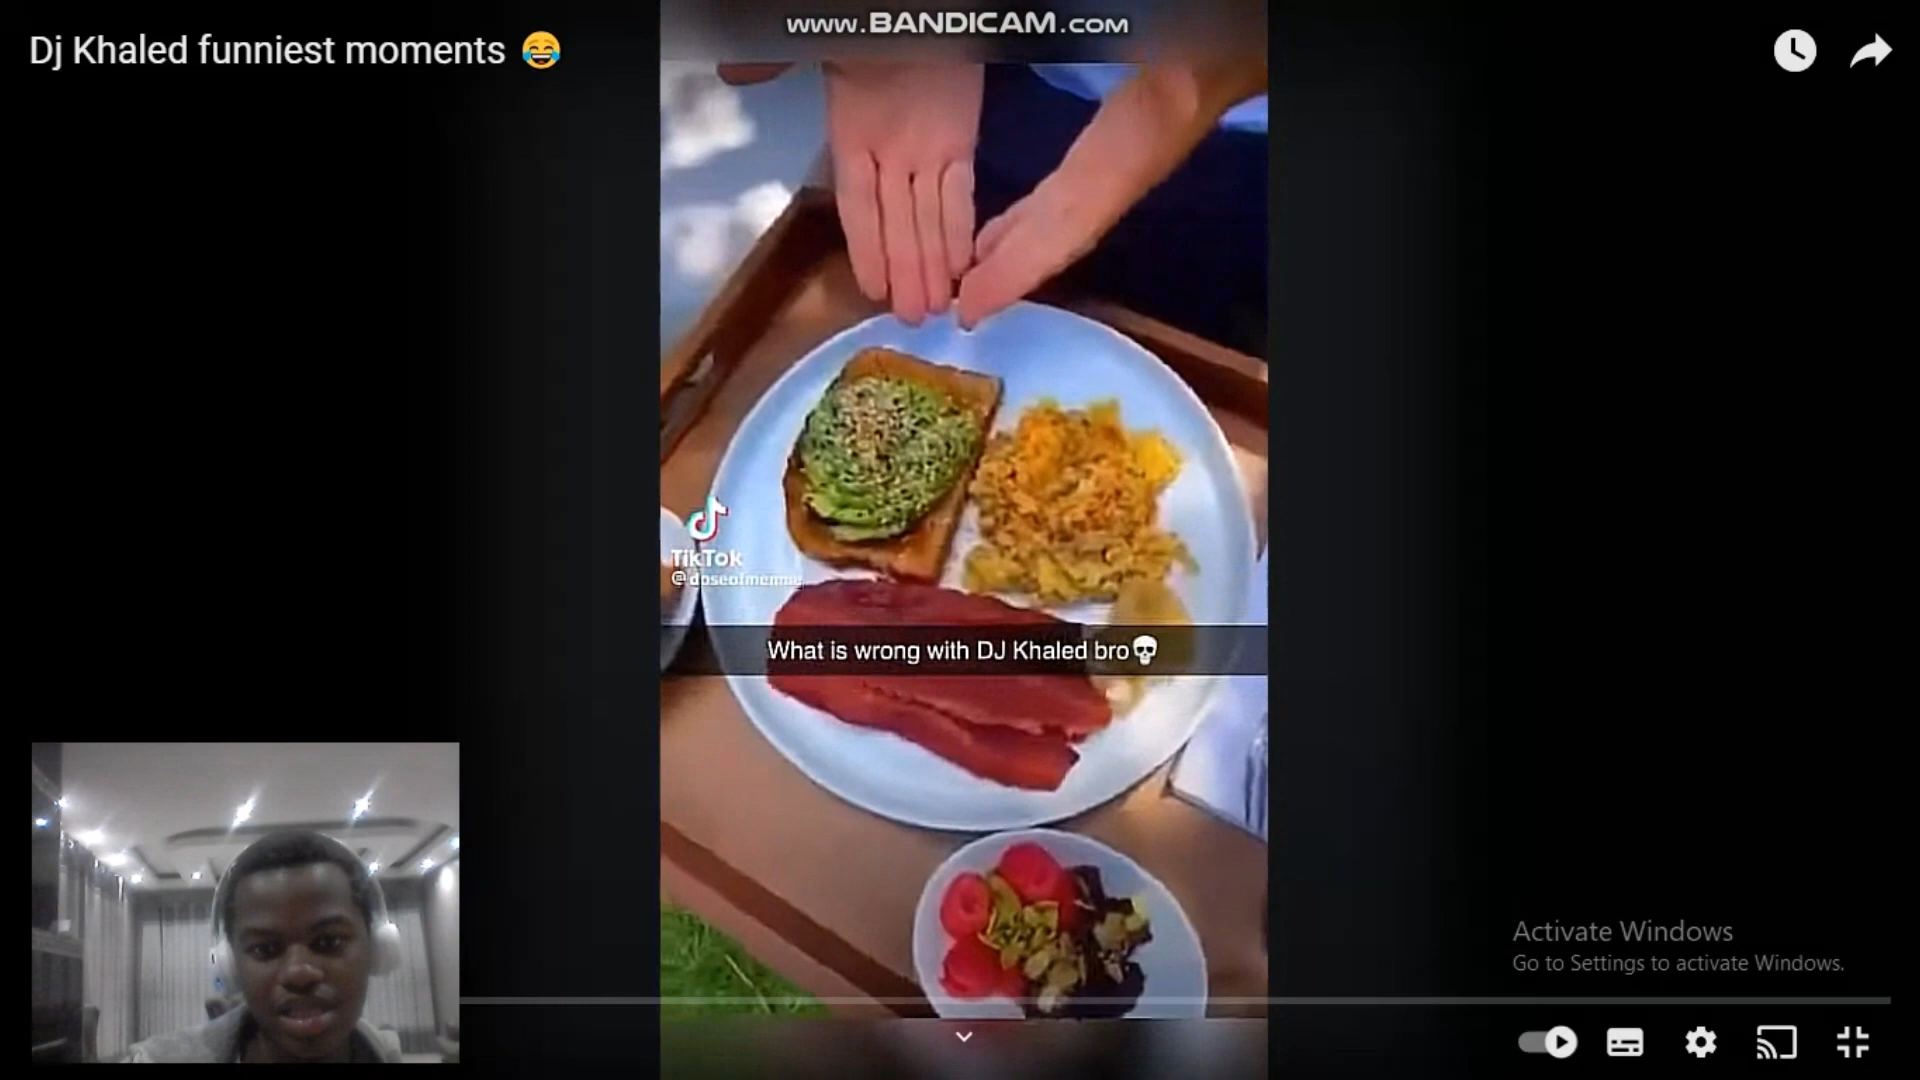 www.BANDICAM.com
Dj Khaled funniest moments 😂
TikTok
What is wrong with DJ Khaled bro💀
Activate Windows
Go to Settings to activate Windows.